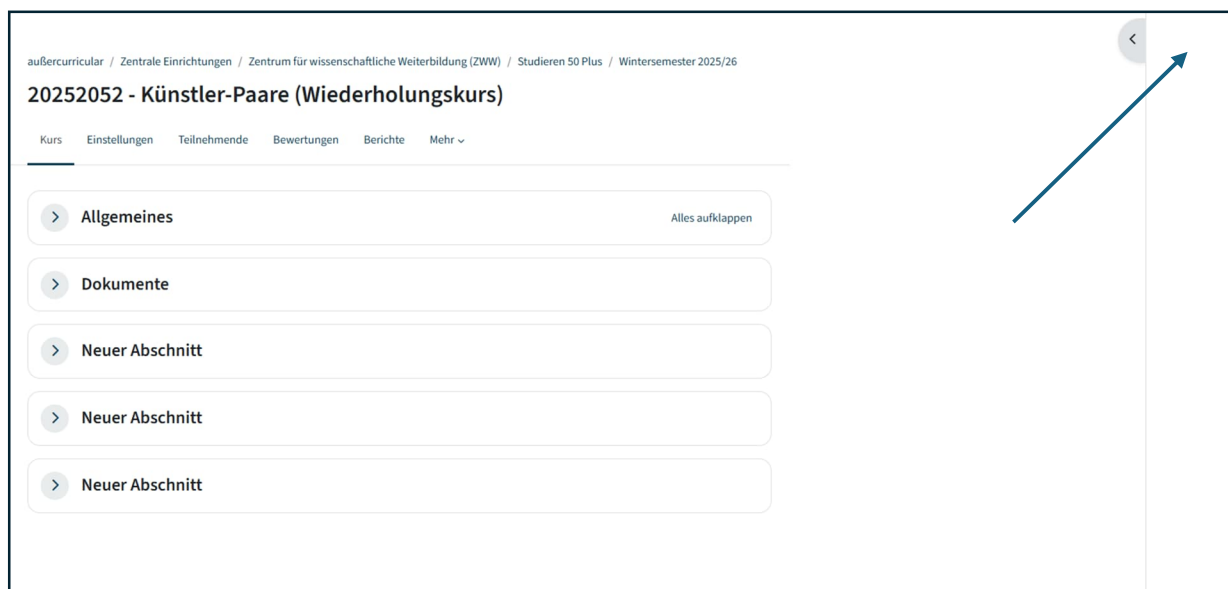 außercurricular / Zentrale Einrichtungen / Zentrum für wissenschaftliche Weiterbildung (ZWW) / Studieren 50 Plus / Wintersemester 2025/26
20252052 - Künstler-Paare (Wiederholungskurs)
Kurs Einstellungen Teilnehmende Bewertungen Berichte Mehr
Allgemeines Alles aufklappen
Dokumente
Neuer Abschnitt
Neuer Abschnitt
Neuer Abschnitt